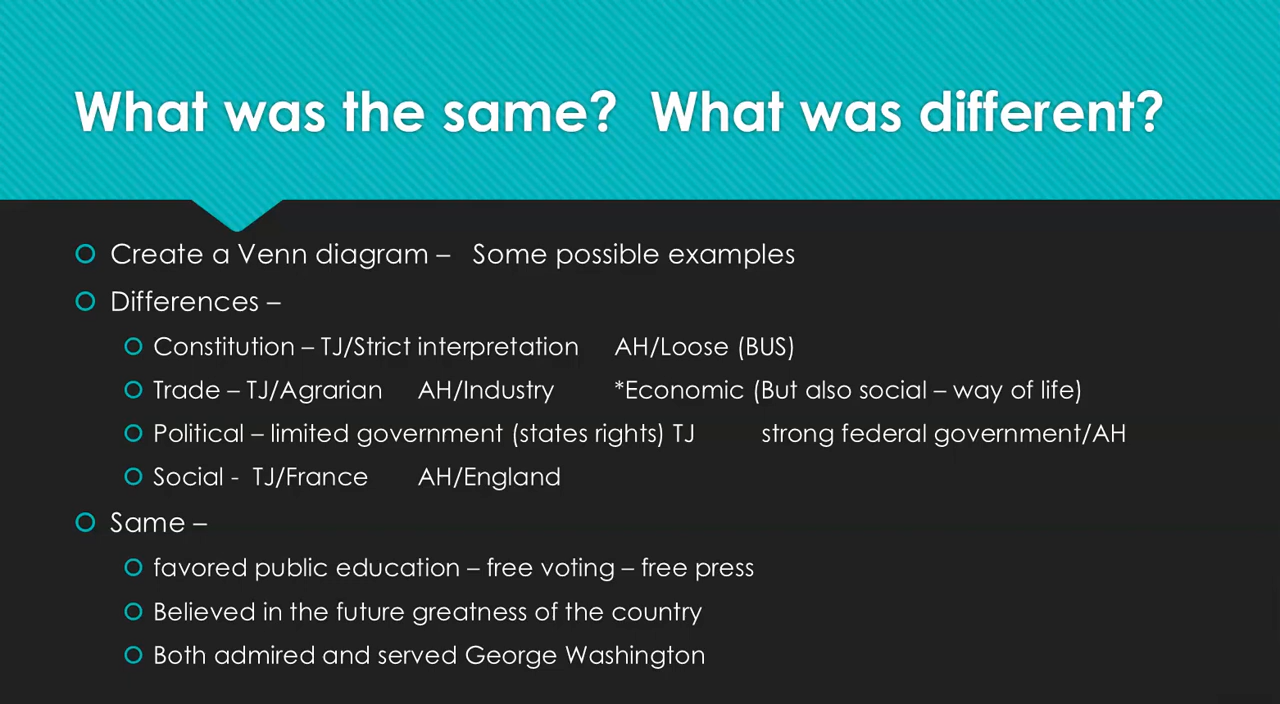 What was the same? What was different?
Create a Venn diagram – Some possible examples
Differences –
Constitution – TJ/Strict interpretation AH/Loose (BUS)
Trade – TJ/Agrarian AH/Industry *Economic (But also social – way of life)
Political – limited government (states rights) TJ strong federal government/AH
Social - TJ/France AH/England
Same –
favored public education – free voting – free press
Believed in the future greatness of the country
Both admired and served George Washington